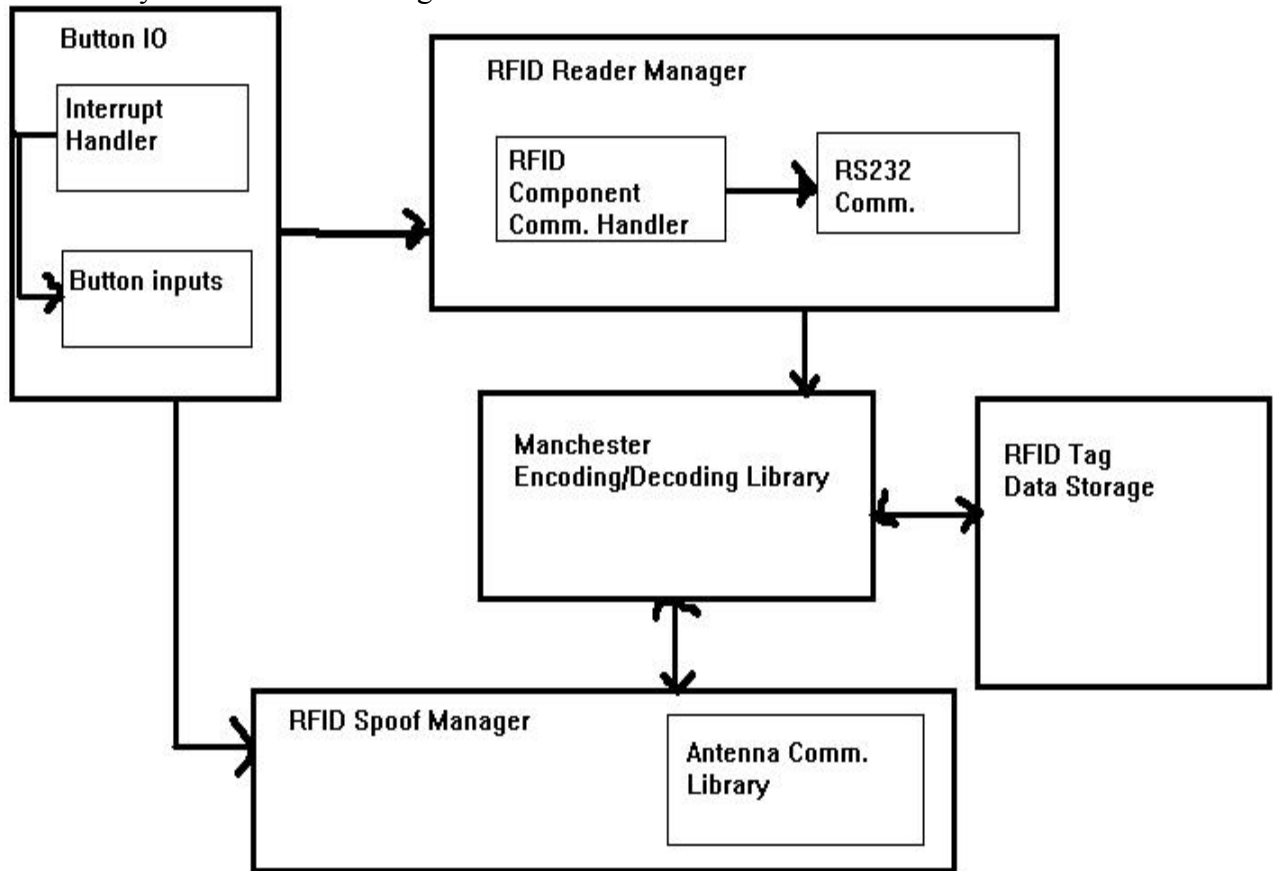 Button IO
Interrupt
Handler
Button inputs
RFID Reader Manager
RFID
Component
Comm. Handler
RS232
Comm.
Manchester
Encoding/Decoding Library
RFID Tag
Data Storage
RFID Spoof Manager
Antenna Comm.
Library